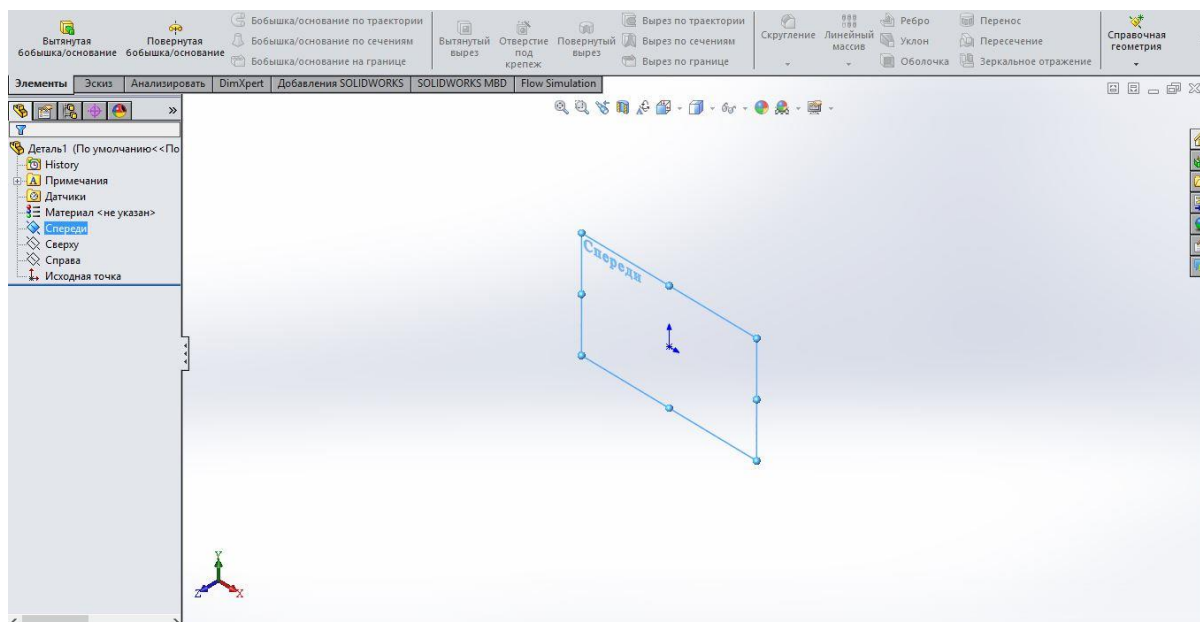 Вытянутая
бобышка/основание
Повернутая
бобышка/основание
Бобышка/основание по траектории
Бобышка/основание по сечениям
Бобышка/основание на границе
Вытянутый
вырез
Отверстие
под
крепеж
Повернутый
вырез
Вырез по траектории
Вырез по сечениям
Вырез по границе
Скругление
Линейный
массив
Ребро
Уклон
Оболочка
Перенос
Пересечение
Зеркальное отражение
Справочная
геометрия
Элементы Эскиз Анализировать DimXpert Добавления SOLIDWORKS SOLIDWORKS MBD Flow Simulation
Деталь1 (По умолчанию<<По
History
Примечания
Датчики
Материал <не указан>
Спереди
Сверху
Справа
Исходная точка
Спереди
Y
Z
X